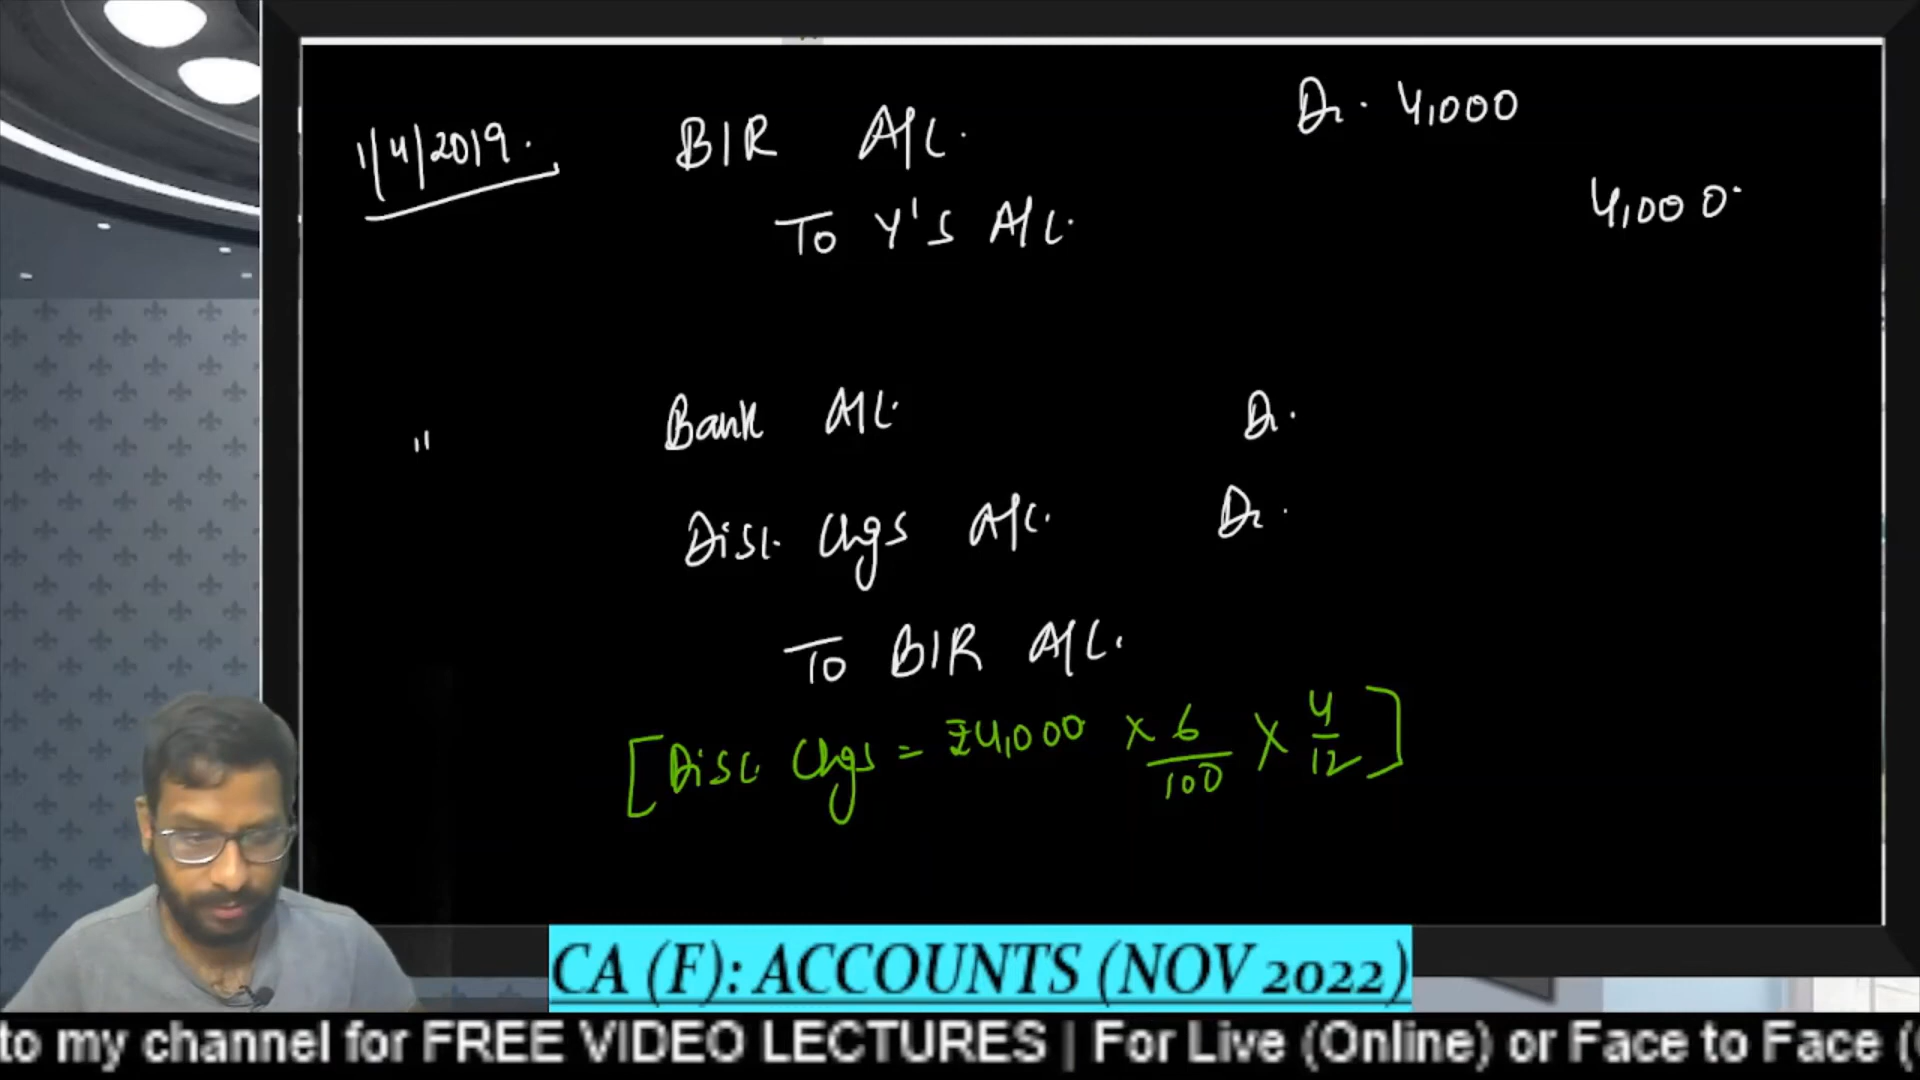 1/4/2019. B/R A/c. Dr. 4,000
To Y's A/c. 4,000
" Bank A/c. Dr.
Disc. Chgs A/c. Dr.
To B/R A/c.
[Disc. Chgs = ₹4,000 × 6/100 × 4/12]
CA (F): ACCOUNTS (NOV 2022)
to my channel for FREE VIDEO LECTURES | For Live (Online) or Face to Face (